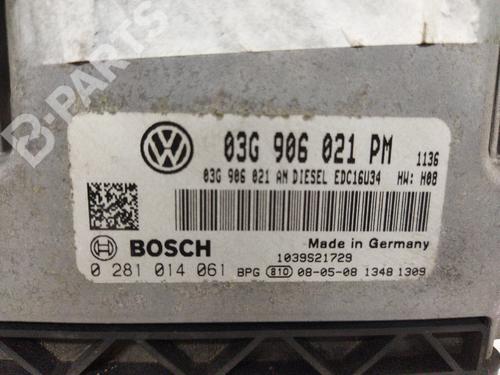 B-PARTS
03G 906 021 PM 1136
03G 906 021 AN DIESEL EDC16U34 HW: H08
BOSCH
Made in Germany
1039S21729
0 281 014 061 BPG 810 08-05-08 1348 1309